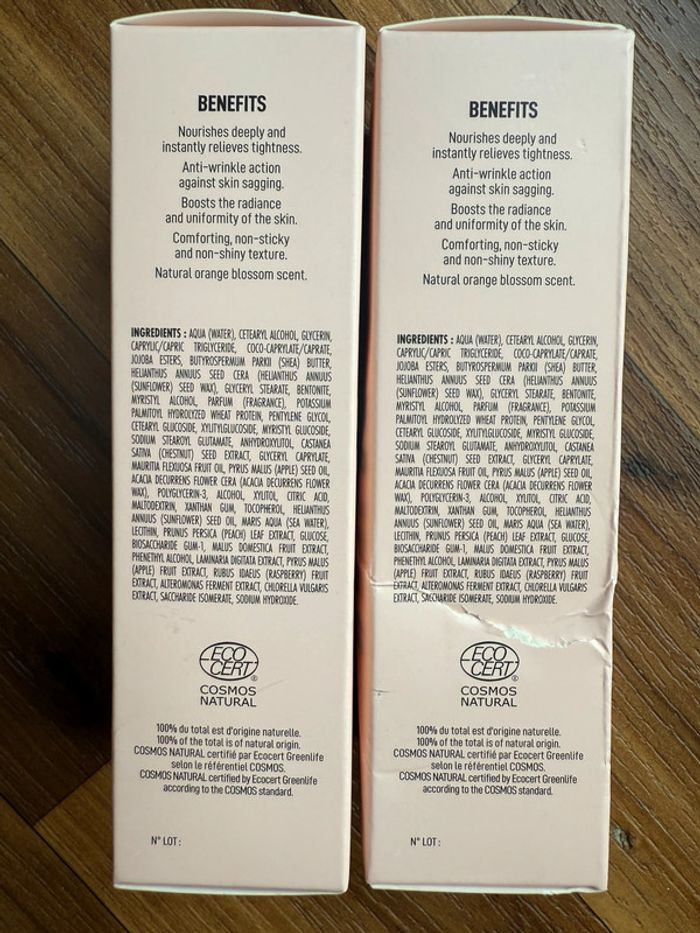 BENEFITS
Nourishes deeply and
instantly relieves tightness.
Anti-wrinkle action
against skin sagging.
Boosts the radiance
and uniformity of the skin.
Comforting, non-sticky
and non-shiny texture.
Natural orange blossom scent.
INGREDIENTS : AQUA (WATER), CETEARYL ALCOHOL, GLYCERIN,
CAPRYLIC/CAPRIC TRIGLYCERIDE, COCO-CAPRYLATE/CAPRATE,
JOJOBA ESTERS, BUTYROSPERMUM PARKII (SHEA) BUTTER,
HELIANTHUS ANNUUS SEED CERA (HELIANTHUS ANNUUS
(SUNFLOWER) SEED WAX), GLYCERYL STEARATE, BENTONITE,
MYRISTYL ALCOHOL, PARFUM (FRAGRANCE), POTASSIUM
PALMITOYL HYDROLYZED WHEAT PROTEIN, PENTYLENE GLYCOL,
CETEARYL GLUCOSIDE, XYLITYLGLUCOSIDE, MYRISTYL GLUCOSIDE,
SODIUM STEAROYL GLUTAMATE, ANHYDROXYLITOL, CASTANEA
SATIVA (CHESTNUT) SEED EXTRACT, GLYCERYL CAPRYLATE,
MAURITIA FLEXUOSA FRUIT OIL, PYRUS MALUS (APPLE) SEED OIL,
ACACIA DECURRENS FLOWER CERA (ACACIA DECURRENS FLOWER
WAX), POLYGLYCERIN-3, ALCOHOL, XYLITOL, CITRIC ACID,
MALTODEXTRIN, XANTHAN GUM, TOCOPHEROL, HELIANTHUS
ANNUUS (SUNFLOWER) SEED OIL, MARIS AQUA (SEA WATER),
LECITHIN, PRUNUS PERSICA (PEACH) LEAF EXTRACT, GLUCOSE,
BIOSACCHARIDE GUM-1, MALUS DOMESTICA FRUIT EXTRACT,
PHENETHYL ALCOHOL, LAMINARIA DIGITATA EXTRACT, PYRUS MALUS
(APPLE) FRUIT EXTRACT, RUBUS IDAEUS (RASPBERRY) FRUIT
EXTRACT, ALTEROMONAS FERMENT EXTRACT, CHLORELLA VULGARIS
EXTRACT, SACCHARIDE ISOMERATE, SODIUM HYDROXIDE.
ECO
CERT®
COSMOS
NATURAL
100% du total est d'origine naturelle.
100% of the total is of natural origin.
COSMOS NATURAL certifié par Ecocert Greenlife
selon le référentiel COSMOS.
COSMOS NATURAL certified by Ecocert Greenlife
according to the COSMOS standard.
N° LOT :
BENEFITS
Nourishes deeply and
instantly relieves tightness.
Anti-wrinkle action
against skin sagging.
Boosts the radiance
and uniformity of the skin.
Comforting, non-sticky
and non-shiny texture.
Natural orange blossom scent.
INGREDIENTS : AQUA (WATER), CETEARYL ALCOHOL, GLYCERIN,
CAPRYLIC/CAPRIC TRIGLYCERIDE, COCO-CAPRYLATE/CAPRATE,
JOJOBA ESTERS, BUTYROSPERMUM PARKII (SHEA) BUTTER,
HELIANTHUS ANNUUS SEED CERA (HELIANTHUS ANNUUS
(SUNFLOWER) SEED WAX), GLYCERYL STEARATE, BENTONITE,
MYRISTYL ALCOHOL, PARFUM (FRAGRANCE), POTASSIUM
PALMITOYL HYDROLYZED WHEAT PROTEIN, PENTYLENE GLYCOL,
CETEARYL GLUCOSIDE, XYLITYLGLUCOSIDE, MYRISTYL GLUCOSIDE,
SODIUM STEAROYL GLUTAMATE, ANHYDROXYLITOL, CASTANEA
SATIVA (CHESTNUT) SEED EXTRACT, GLYCERYL CAPRYLATE,
MAURITIA FLEXUOSA FRUIT OIL, PYRUS MALUS (APPLE) SEED OIL,
ACACIA DECURRENS FLOWER CERA (ACACIA DECURRENS FLOWER
WAX), POLYGLYCERIN-3, ALCOHOL, XYLITOL, CITRIC ACID,
MALTODEXTRIN, XANTHAN GUM, TOCOPHEROL, HELIANTHUS
ANNUUS (SUNFLOWER) SEED OIL, MARIS AQUA (SEA WATER),
LECITHIN, PRUNUS PERSICA (PEACH) LEAF EXTRACT, GLUCOSE,
BIOSACCHARIDE GUM-1, MALUS DOMESTICA FRUIT EXTRACT,
PHENETHYL ALCOHOL, LAMINARIA DIGITATA EXTRACT, PYRUS MALUS
(APPLE) FRUIT EXTRACT, RUBUS IDAEUS (RASPBERRY) FRUIT
EXTRACT, ALTEROMONAS FERMENT EXTRACT, CHLORELLA VULGARIS
EXTRACT, SACCHARIDE ISOMERATE, SODIUM HYDROXIDE.
ECO
CERT®
COSMOS
NATURAL
100% du total est d'origine naturelle.
100% of the total is of natural origin.
COSMOS NATURAL certifié par Ecocert Greenlife
selon le référentiel COSMOS.
COSMOS NATURAL certified by Ecocert Greenlife
according to the COSMOS standard.
N° LOT :